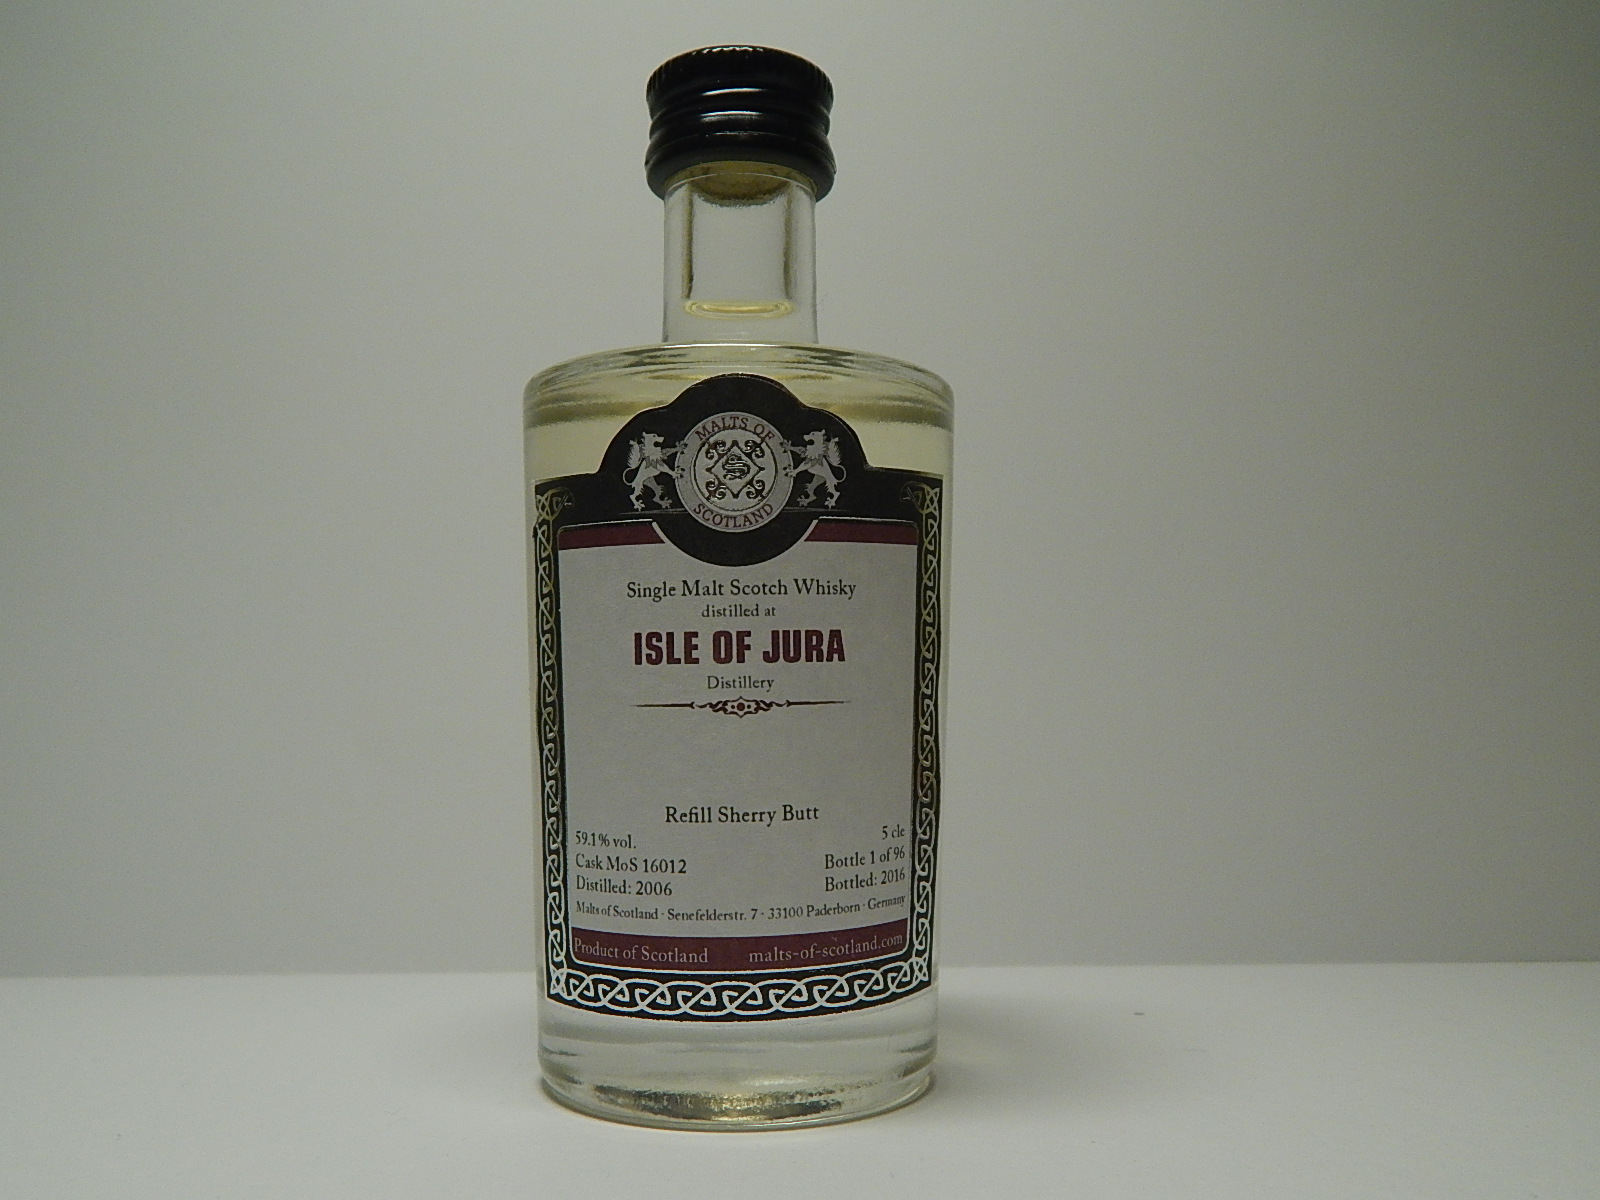 MALTS OF
S
SCOTLAND
Single Malt Scotch Whisky
distilled at
ISLE OF JURA
Distillery
Refill Sherry Butt
59.1% vol.
5 cle
Cask MoS 16012
Bottle 1 of 96
Distilled: 2006
Bottled: 2016
Malts of Scotland · Senefelderstr. 7 · 33100 Paderborn · Germany
Product of Scotland
malts-of-scotland.com